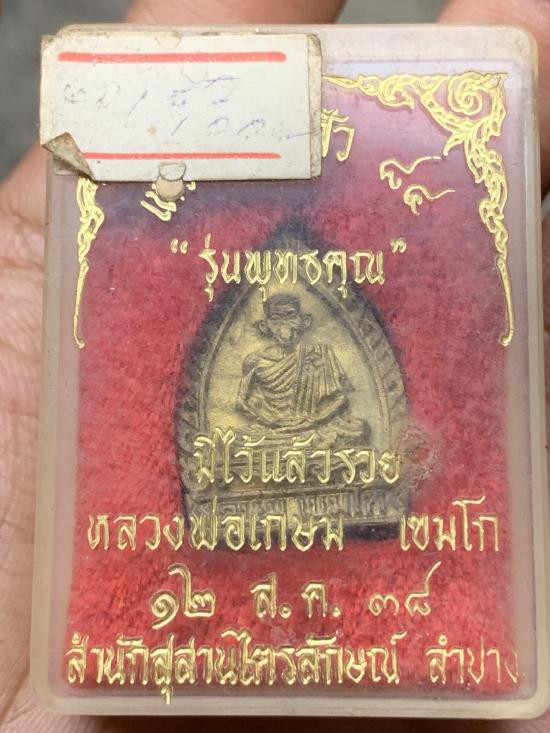 "รุ่นพุทธคุณ"
มีไว้แล้วรวย
หลวงพ่อเกษม เขมโก
๑๒ ส.ค. ๓๘
สำนักสุสานไตรลักษณ์ ลำปาง